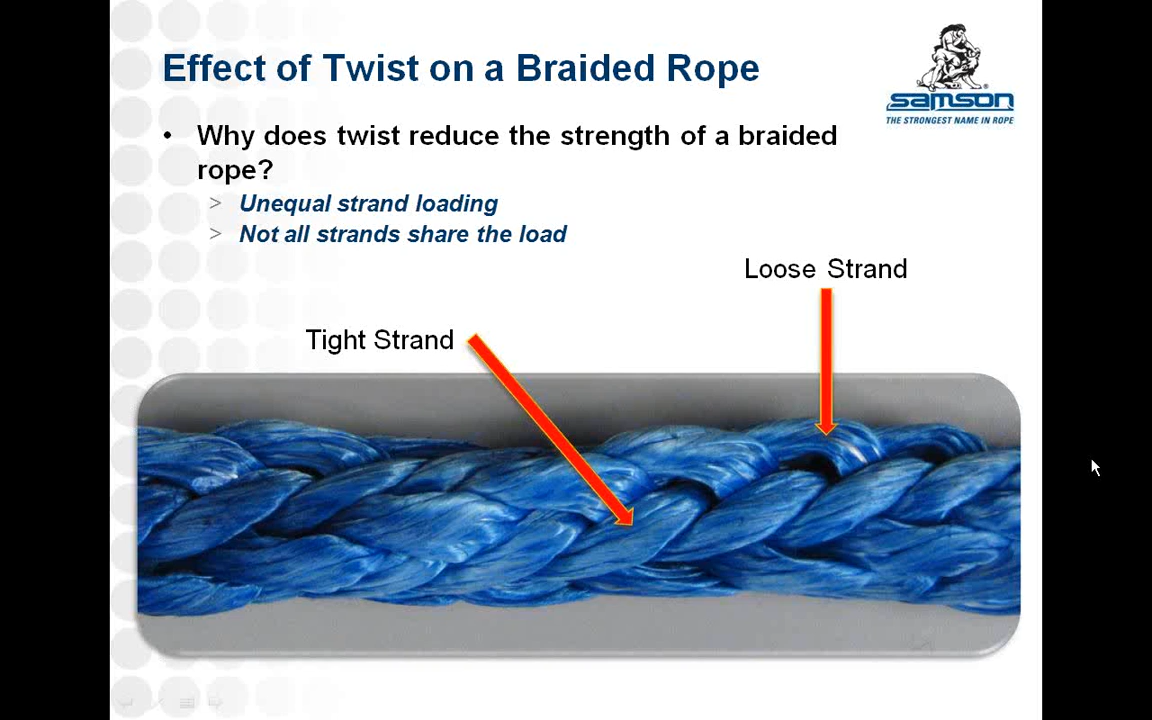 Effect of Twist on a Braided Rope
samson
®
THE STRONGEST NAME IN ROPE
• Why does twist reduce the strength of a braided
rope?
> Unequal strand loading
> Not all strands share the load
Loose Strand
Tight Strand